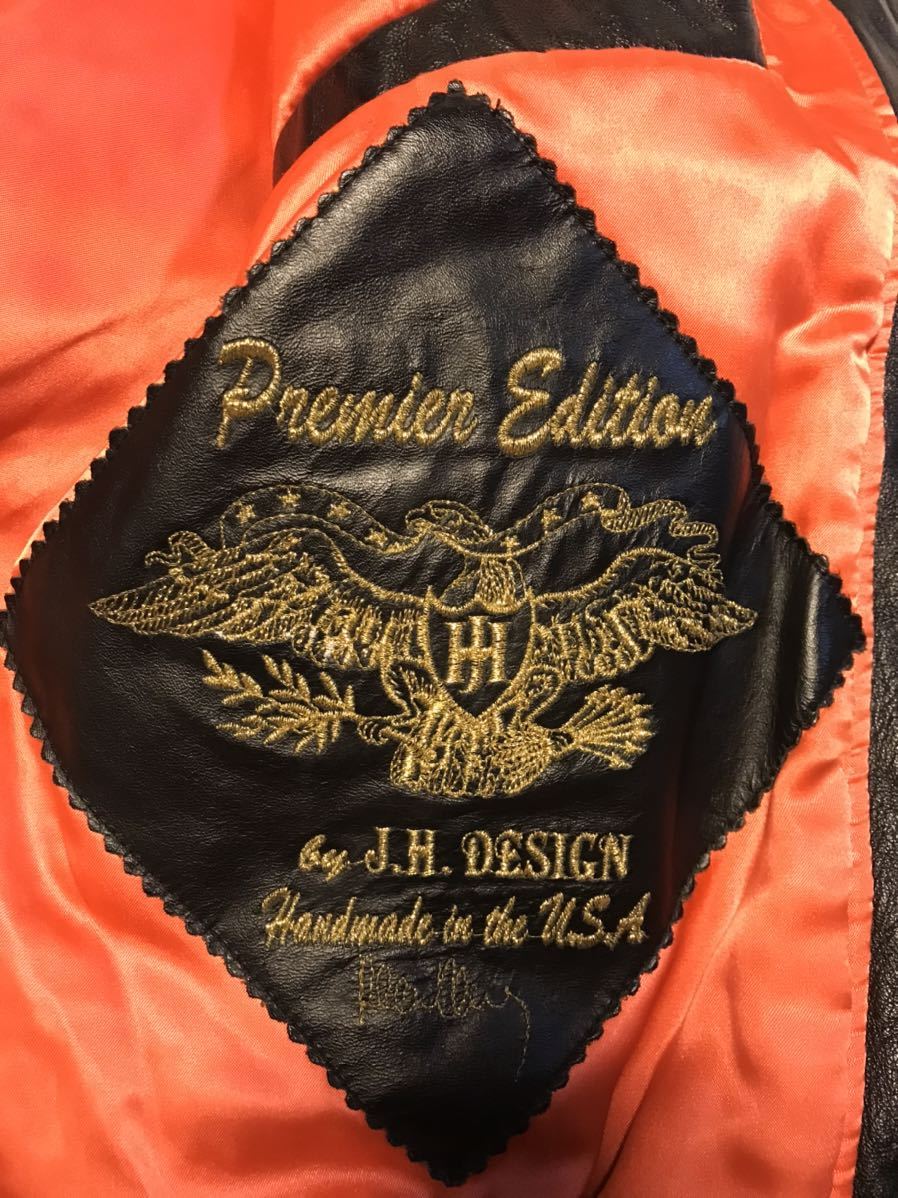 Premier Edition
JH
by J.H. DESIGN
Handmade in the U.S.A